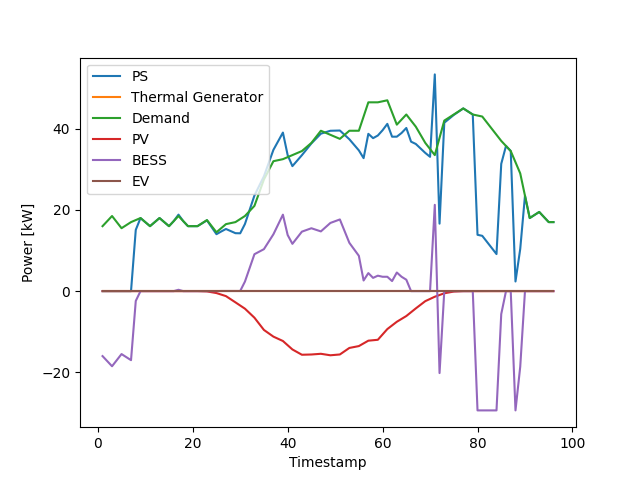 PS
Thermal Generator
Demand
PV
BESS
EV
Power [kW]
40
20
0
−20
0 20 40 60 80 100
Timestamp